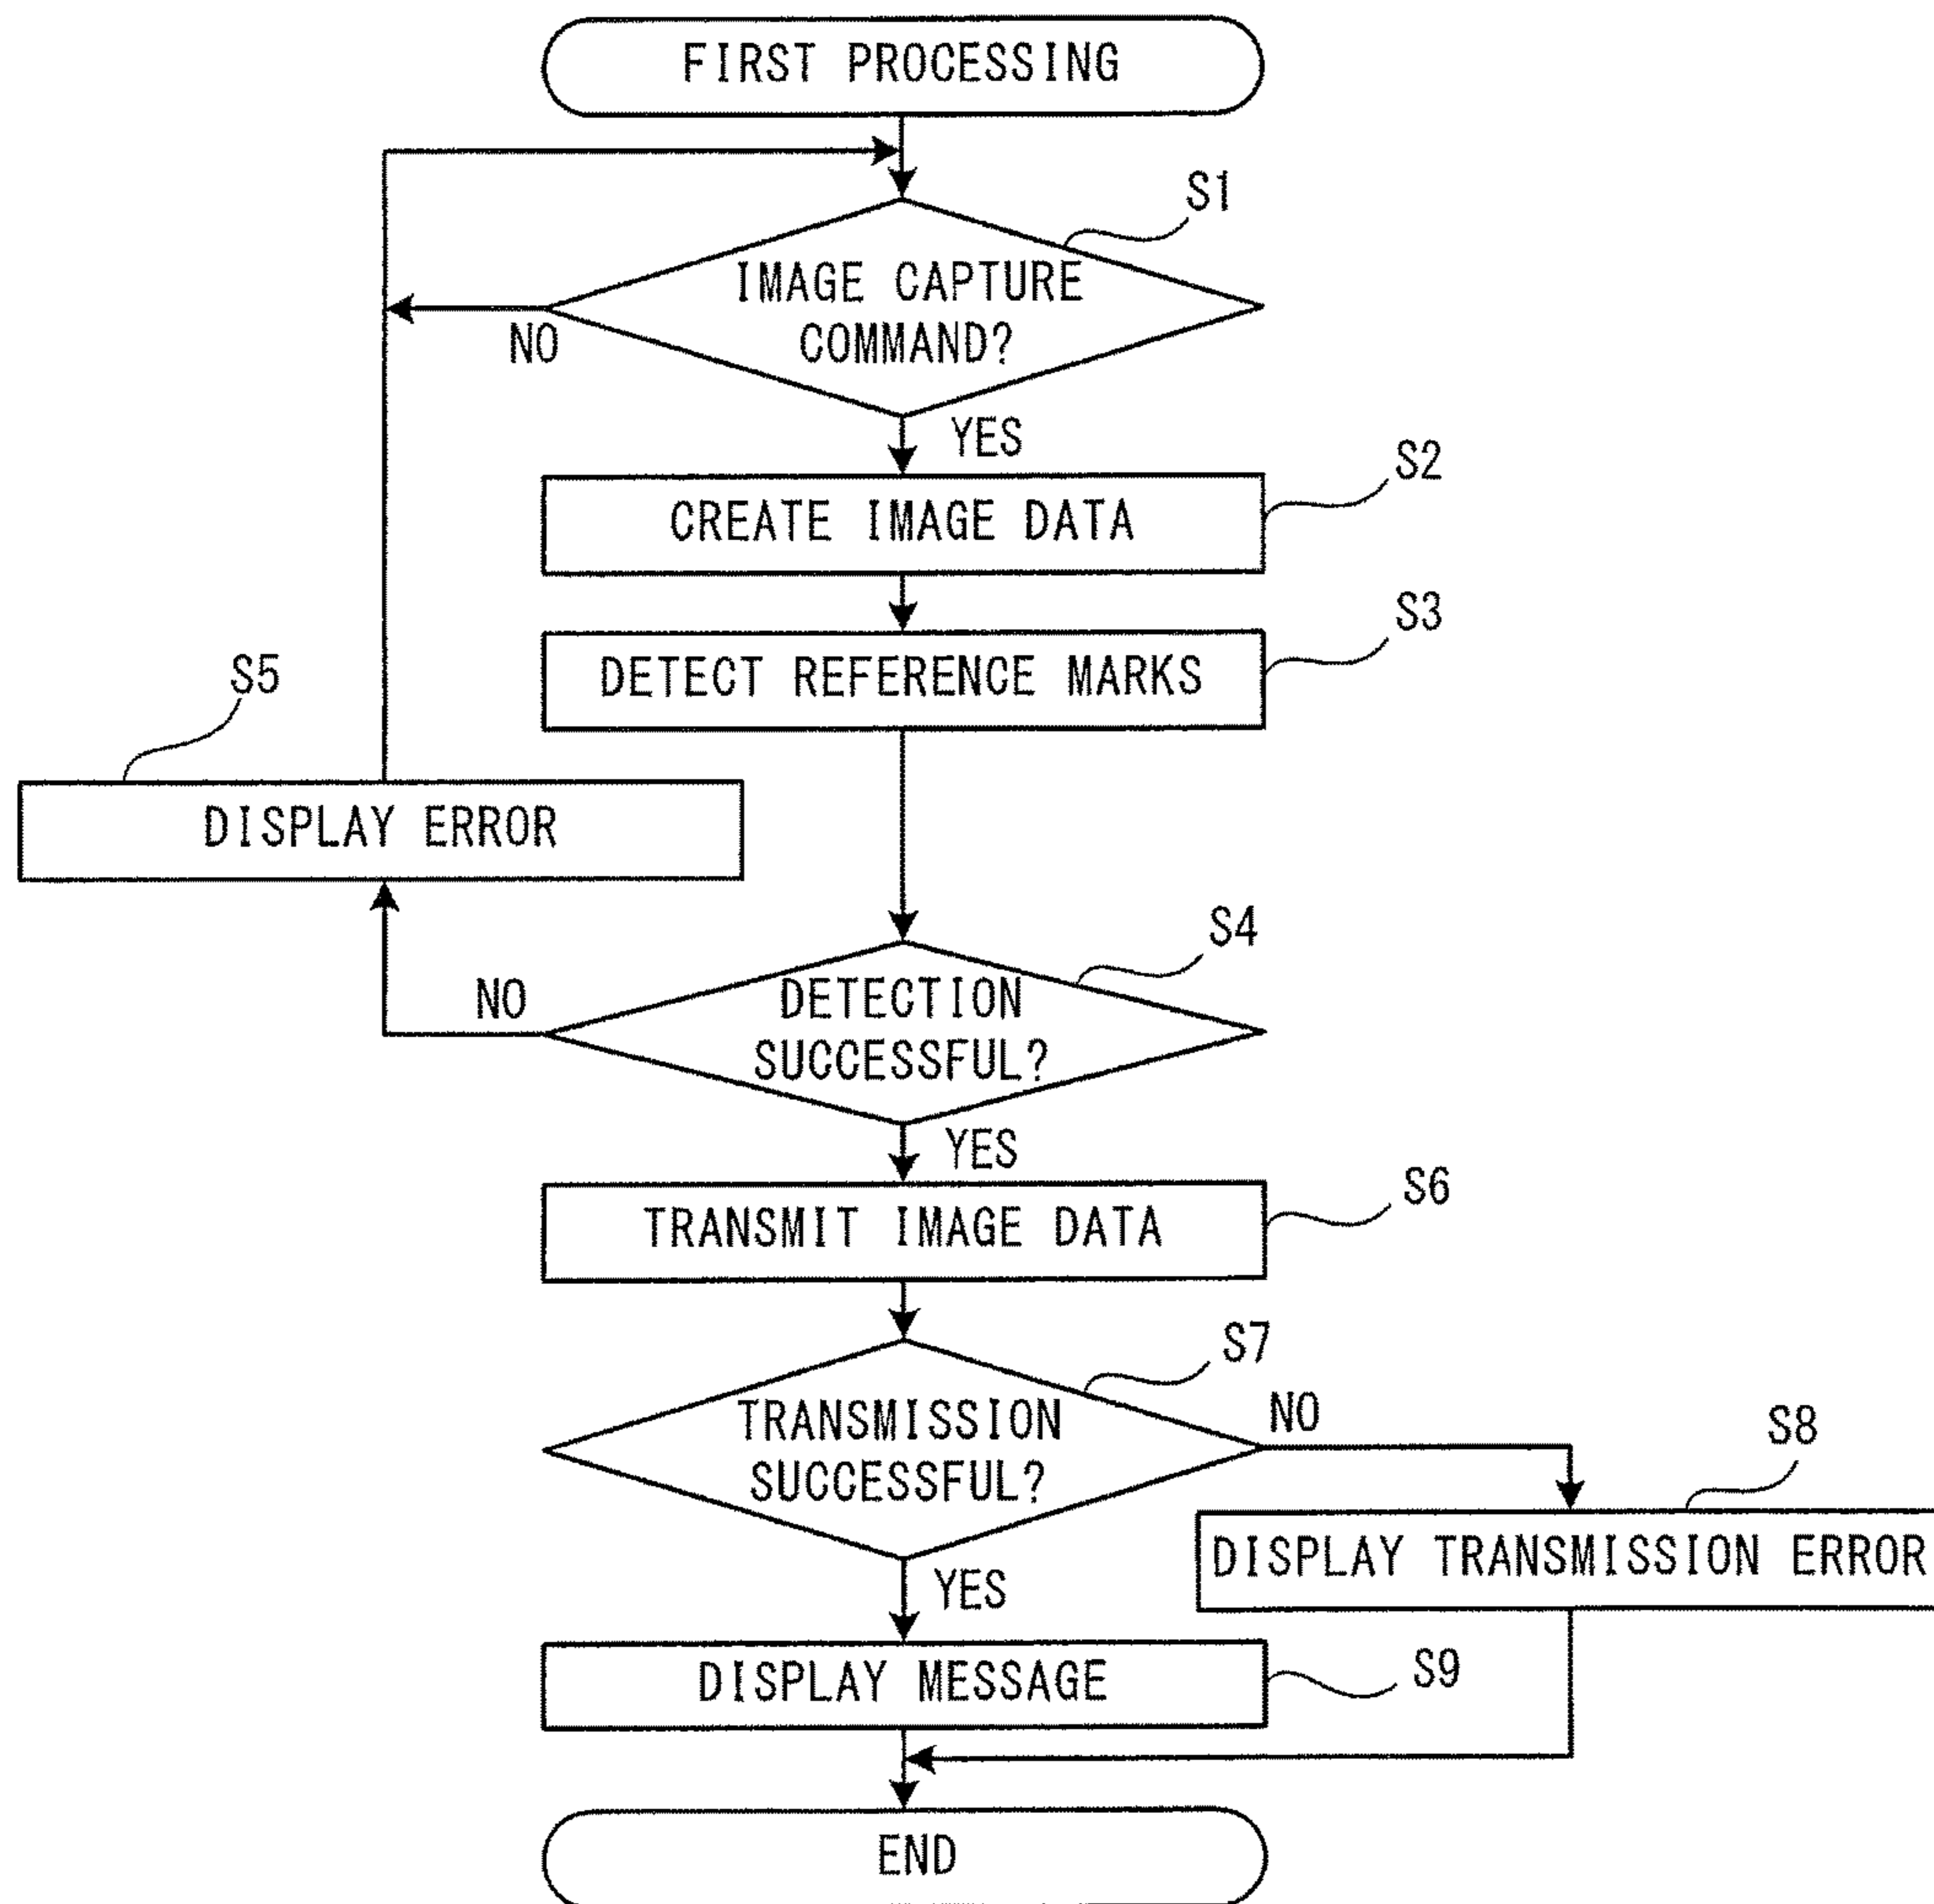 FIRST PROCESSING
S1
IMAGE CAPTURE
COMMAND?
NO
YES
S2
CREATE IMAGE DATA
S3
DETECT REFERENCE MARKS
S5
DISPLAY ERROR
S4
DETECTION
SUCCESSFUL?
NO
YES
S6
TRANSMIT IMAGE DATA
S7
TRANSMISSION
SUCCESSFUL?
NO
S8
DISPLAY TRANSMISSION ERROR
YES
S9
DISPLAY MESSAGE
END